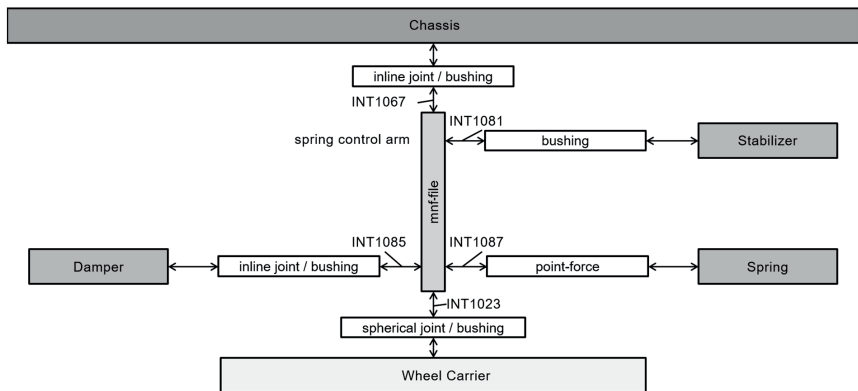 Chassis
inline joint / bushing
INT1067
INT1081
spring control arm
bushing
Stabilizer
mnf-file
INT1085
INT1087
Damper
inline joint / bushing
point-force
Spring
INT1023
spherical joint / bushing
Wheel Carrier